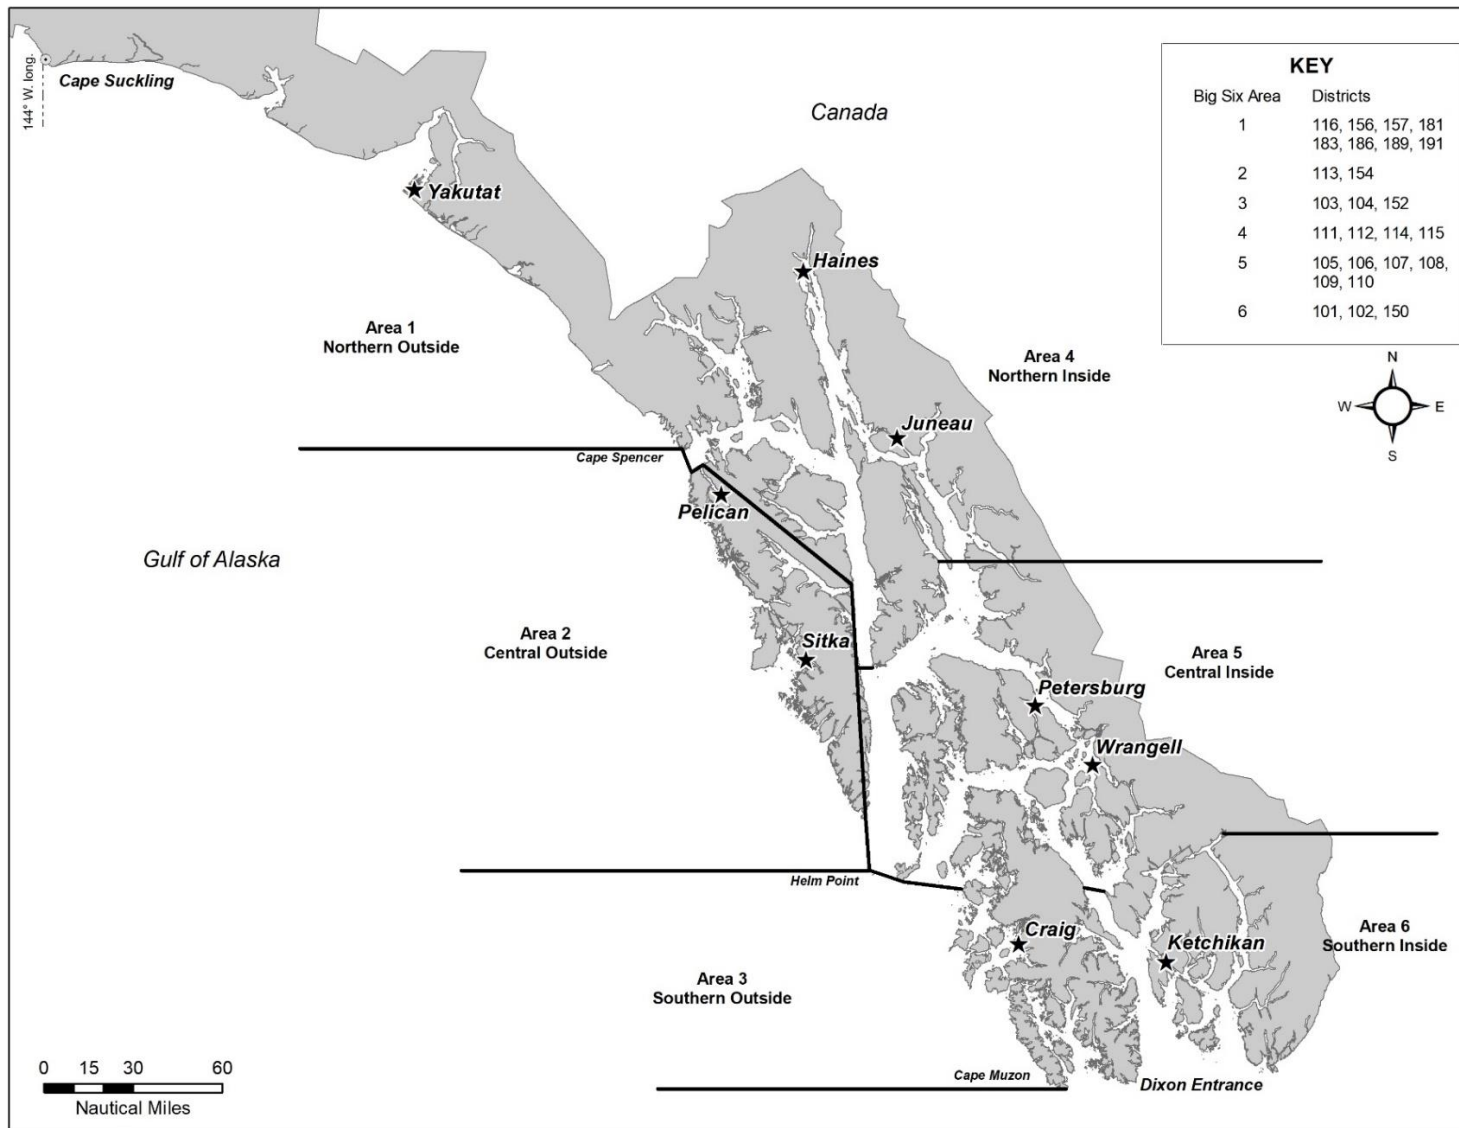 144° W. long.
Cape Suckling
Canada
KEY
Big Six Area Districts
1 116, 156, 157, 181
183, 186, 189, 191
2 113, 154
3 103, 104, 152
4 111, 112, 114, 115
5 105, 106, 107, 108,
109, 110
6 101, 102, 150
Yakutat
Haines
Area 1
Northern Outside
Area 4
Northern Inside
N
W E
S
Juneau
Cape Spencer
Pelican
Gulf of Alaska
Area 2
Central Outside
Sitka
Area 5
Central Inside
Petersburg
Wrangell
Helm Point
Craig
Ketchikan
Area 6
Southern Inside
Area 3
Southern Outside
0 15 30 60
Nautical Miles
Cape Muzon
Dixon Entrance